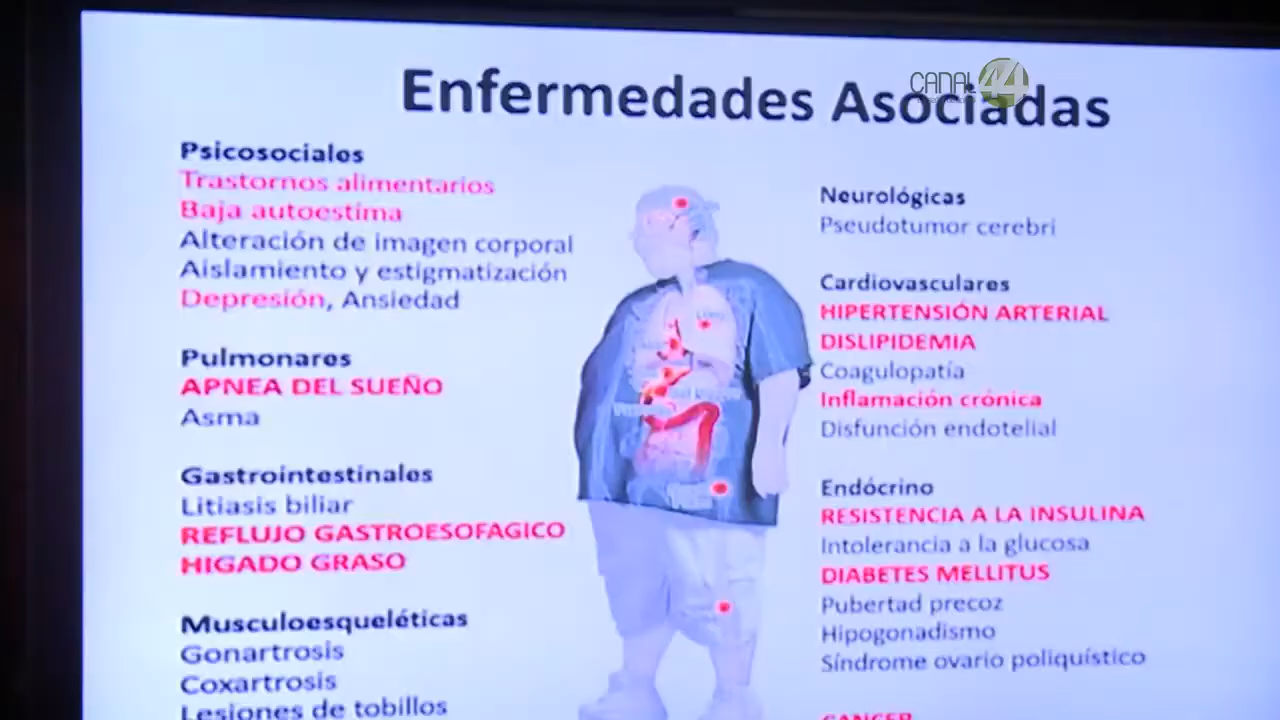 Enfermedades Asociadas
CANAL 44
Psicosociales
Trastornos alimentarios
Baja autoestima
Alteración de imagen corporal
Aislamiento y estigmatización
Depresión, Ansiedad
Pulmonares
APNEA DEL SUEÑO
Asma
Gastrointestinales
Litiasis biliar
REFLUJO GASTROESOFAGICO
HIGADO GRASO
Musculoesqueléticas
Gonartrosis
Coxartrosis
Lesiones de tobillos
Neurológicas
Pseudotumor cerebri
Cardiovasculares
HIPERTENSIÓN ARTERIAL
DISLIPIDEMIA
Coagulopatía
Inflamación crónica
Disfunción endotelial
Endócrino
RESISTENCIA A LA INSULINA
Intolerancia a la glucosa
DIABETES MELLITUS
Pubertad precoz
Hipogonadismo
Síndrome ovario poliquístico
CANCER